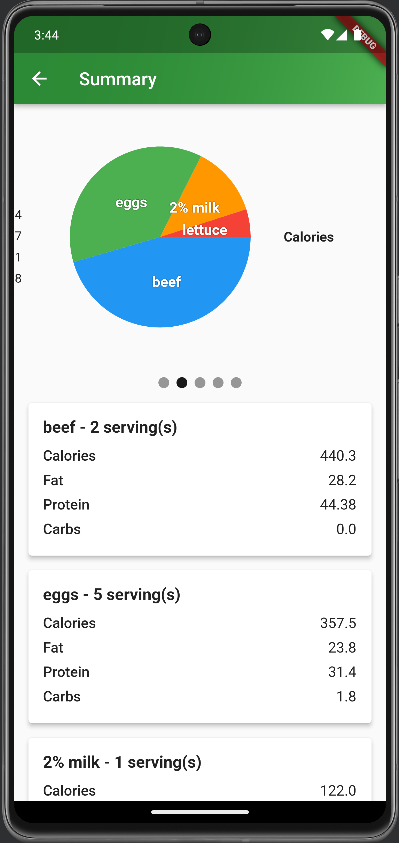 3:44
DEBUG
Summary
4
7
1
8
eggs
2% milk
lettuce
beef
Calories
beef - 2 serving(s)
Calories 440.3
Fat 28.2
Protein 44.38
Carbs 0.0
eggs - 5 serving(s)
Calories 357.5
Fat 23.8
Protein 31.4
Carbs 1.8
2% milk - 1 serving(s)
Calories 122.0